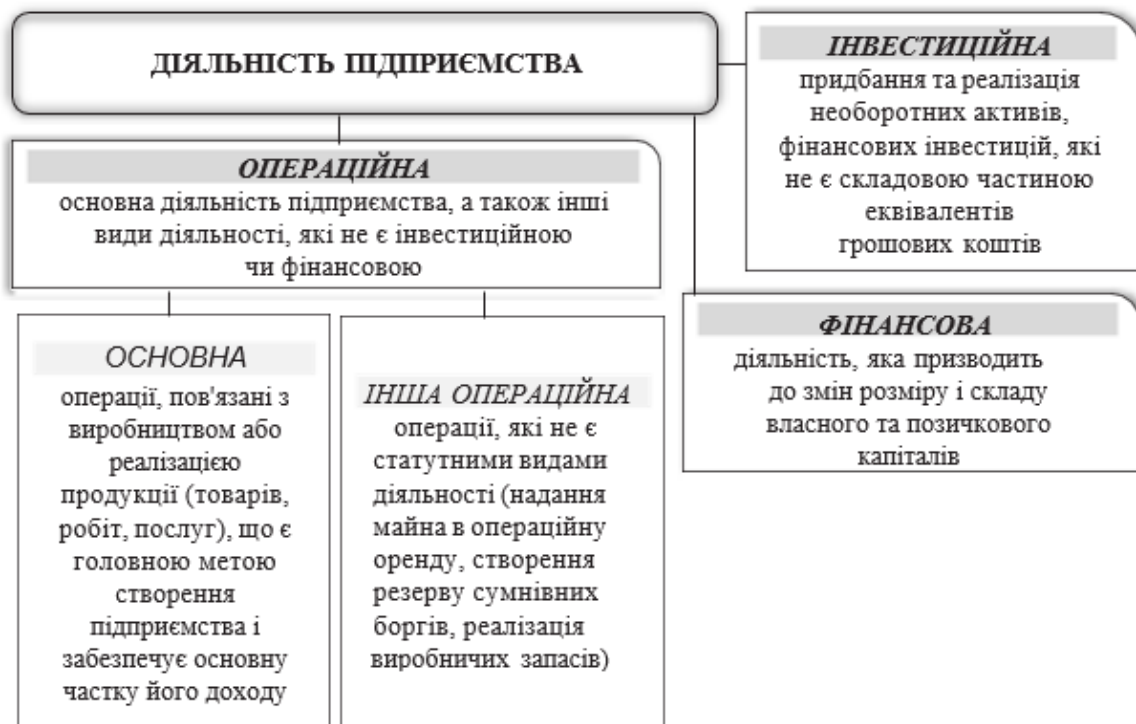 ДІЯЛЬНІСТЬ ПІДПРИЄМСТВА
ІНВЕСТИЦІЙНА
придбання та реалізація
необоротних активів,
фінансових інвестицій, які
не є складовою частиною
еквівалентів
грошових коштів
ОПЕРАЦІЙНА
основна діяльність підприємства, а також інші
види діяльності, які не є інвестиційною
чи фінансовою
ФІНАНСОВА
діяльність, яка призводить
до змін розміру і складу
власного та позичкового
капіталів
ОСНОВНА
операції, пов'язані з
виробництвом або
реалізацією
продукції (товарів,
робіт, послуг), що є
головною метою
створення
підприємства і
забезпечує основну
частку його доходу
ІНША ОПЕРАЦІЙНА
операції, які не є
статутними видами
діяльності (надання
майна в операційну
оренду, створення
резерву сумнівних
боргів, реалізація
виробничих запасів)